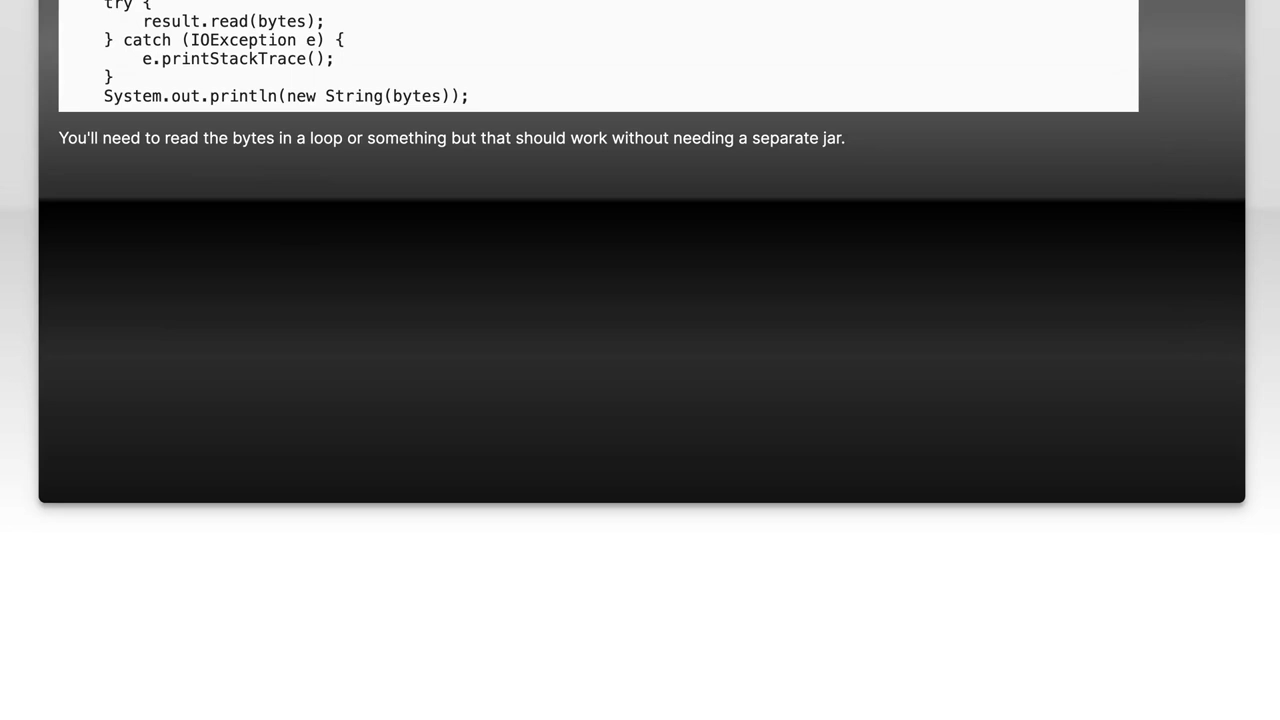 try {
result.read(bytes);
} catch (IOException e) {
e.printStackTrace();
}
System.out.println(new String(bytes));
You'll need to read the bytes in a loop or something but that should work without needing a separate jar.